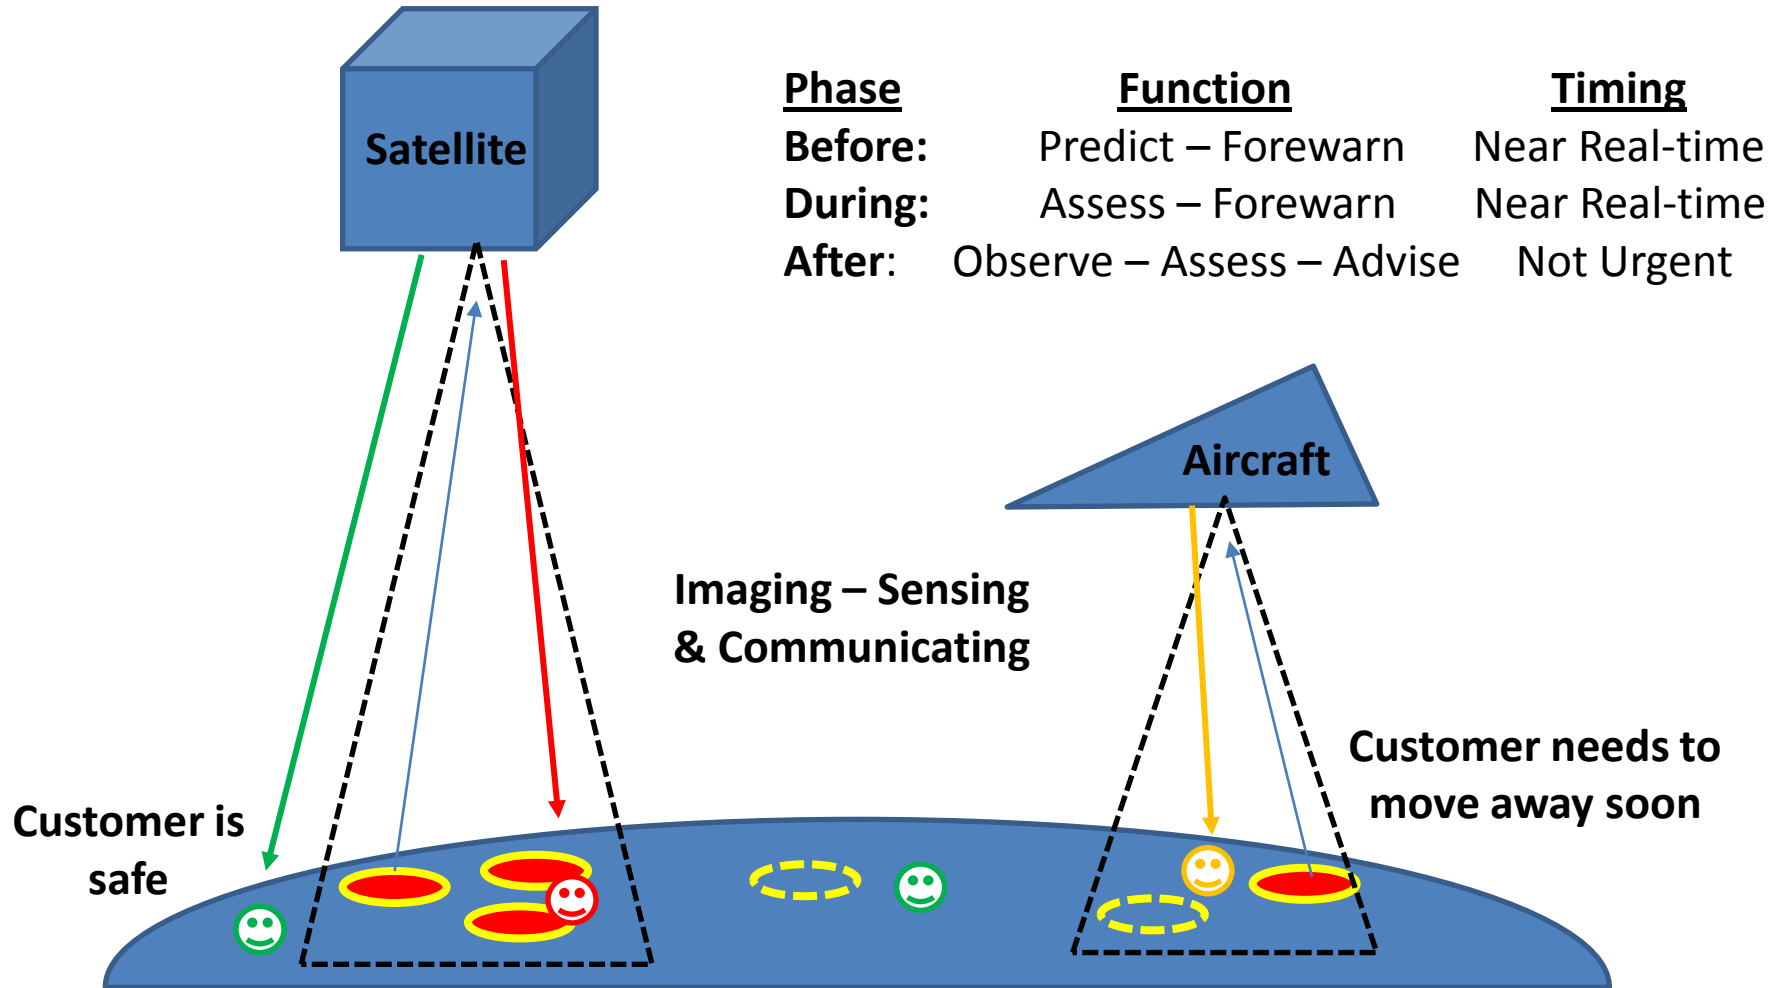 Satellite
Phase Function Timing
Before: Predict – Forewarn Near Real-time
During: Assess – Forewarn Near Real-time
After: Observe – Assess – Advise Not Urgent
Aircraft
Imaging – Sensing
& Communicating
Customer needs to
move away soon
Customer is
safe